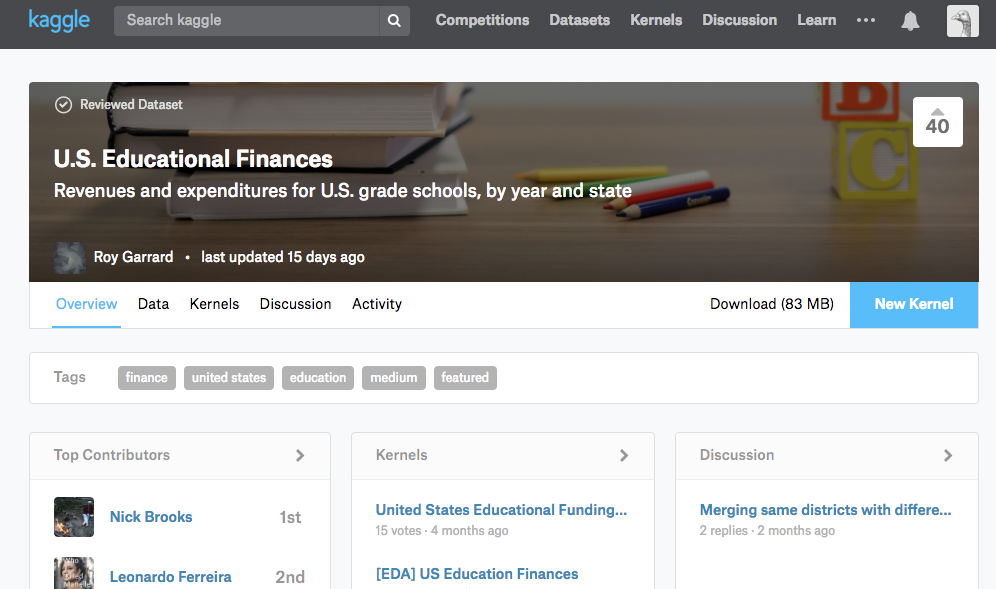 kaggle Search kaggle Competitions Datasets Kernels Discussion Learn
Reviewed Dataset
40
U.S. Educational Finances
Revenues and expenditures for U.S. grade schools, by year and state
Roy Garrard • last updated 15 days ago
Overview Data Kernels Discussion Activity Download (83 MB) New Kernel
Tags finance united states education medium featured
Top Contributors
Nick Brooks 1st
Leonardo Ferreira 2nd
Kernels
United States Educational Funding...
15 votes · 4 months ago
[EDA] US Education Finances
Discussion
Merging same districts with differe...
2 replies · 2 months ago